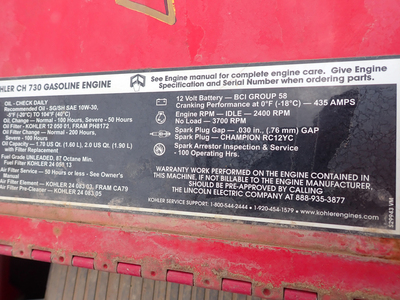 HLER CH 730 GASOLINE ENGINE
See Engine manual for complete engine care. Give Engine
Specification and Serial Number when ordering parts.
OIL - CHECK DAILY
Recommended Oil - SG/SH SAE 10W-30,
-5°F (-20°C) TO 104°F (40°C)
Oil Change - Normal - 100 Hours, Severe - 50 Hours
Oil Filter - KOHLER 12 050 01, FRAM PH8172
Oil Filter Change - Normal - 200 Hours,
Severe - 100 Hours
Oil Capacity - 1.70 US Qt. (1.60 L), 2.0 US Qt. (1.90 L)
with Filter Replacement
Fuel Grade UNLEADED, 87 Octane Min.
Fuel Filter KOHLER 24 009,13
Air Filter Service - 50 hours or less - See Owner's
Manual
Air Filter Element - KOHLER 24 083 03, FRAM CA79
Air Filter Pre-Cleaner - KOHLER 24 083,05
12 Volt Battery — BCI GROUP 58
Cranking Performance at 0°F (-18°C) — 435 AMPS
Engine RPM — IDLE — 2400 RPM
No Load — 3700 RPM
Spark Plug Gap — .030 in., (.76 mm) GAP
Spark Plug — CHAMPION RC12YC
Spark Arrestor Inspection & Service
- 100 Operating Hrs.
WARRANTY WORK PERFORMED ON THE ENGINE CONTAINED IN
THIS MACHINE, IF NOT BILLABLE TO THE ENGINE MANUFACTURER,
SHOULD BE PRE-APPROVED BY CALLING
THE LINCOLN ELECTRIC COMPANY AT 888-935-3877
KOHLER SERVICE SUPPORT: 1-800-544-2444 • 1-920-454-1579 • www.kohlerengines.com